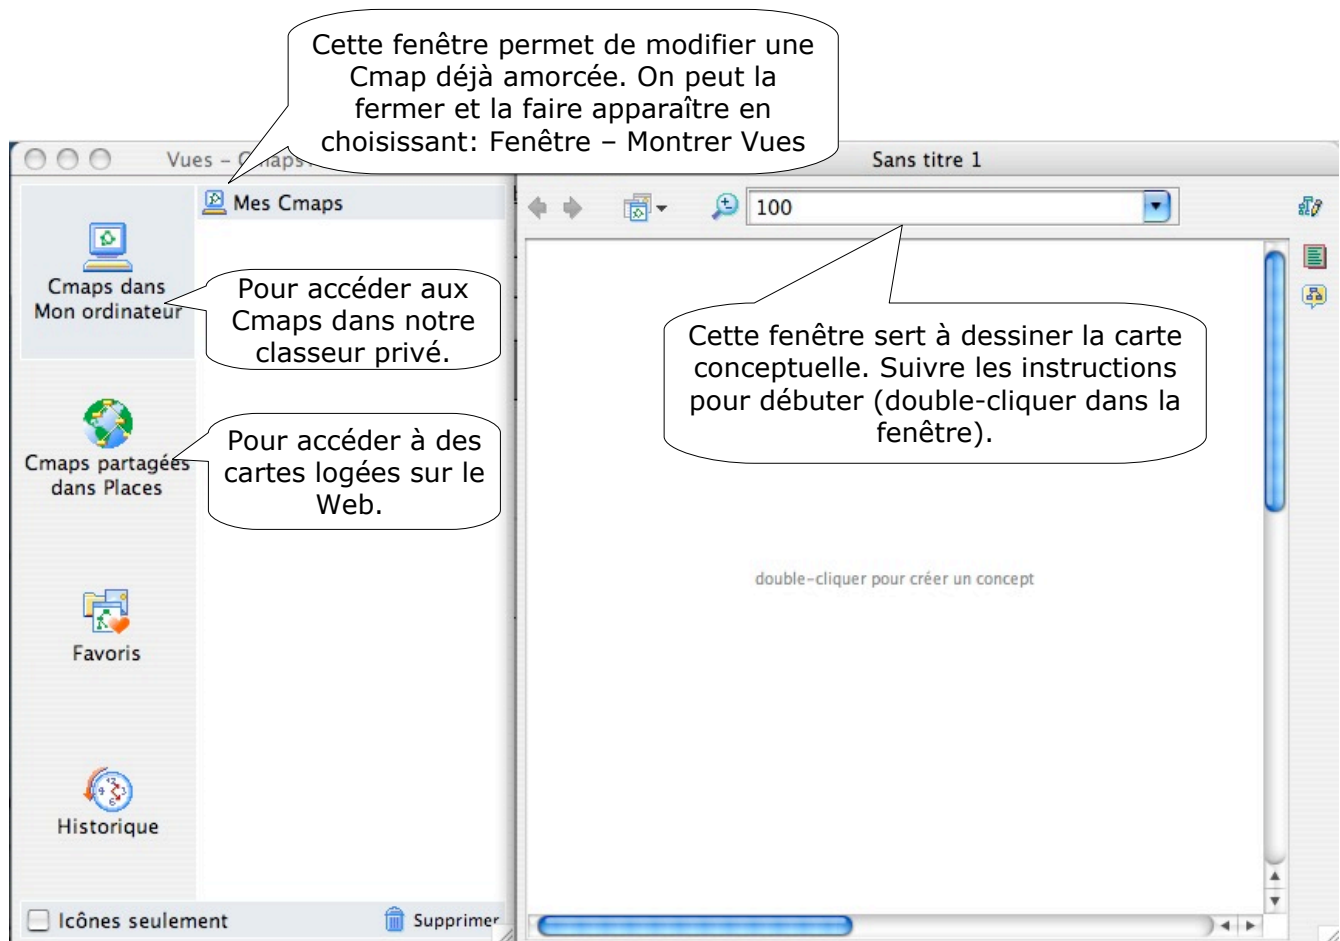 Cette fenêtre permet de modifier une
Cmap déjà amorcée. On peut la
fermer et la faire apparaître en
choisissant: Fenêtre – Montrer Vues
Vues –
Sans titre 1
Mes Cmaps
100
Cmaps dans
Mon ordinateur
Pour accéder aux
Cmaps dans notre
classeur privé.
Cette fenêtre sert à dessiner la carte
conceptuelle. Suivre les instructions
pour débuter (double-cliquer dans la
fenêtre).
Cmaps partagées
dans Places
Pour accéder à des
cartes logées sur le
Web.
double-cliquer pour créer un concept
Favoris
Historique
Icônes seulement
Supprimer